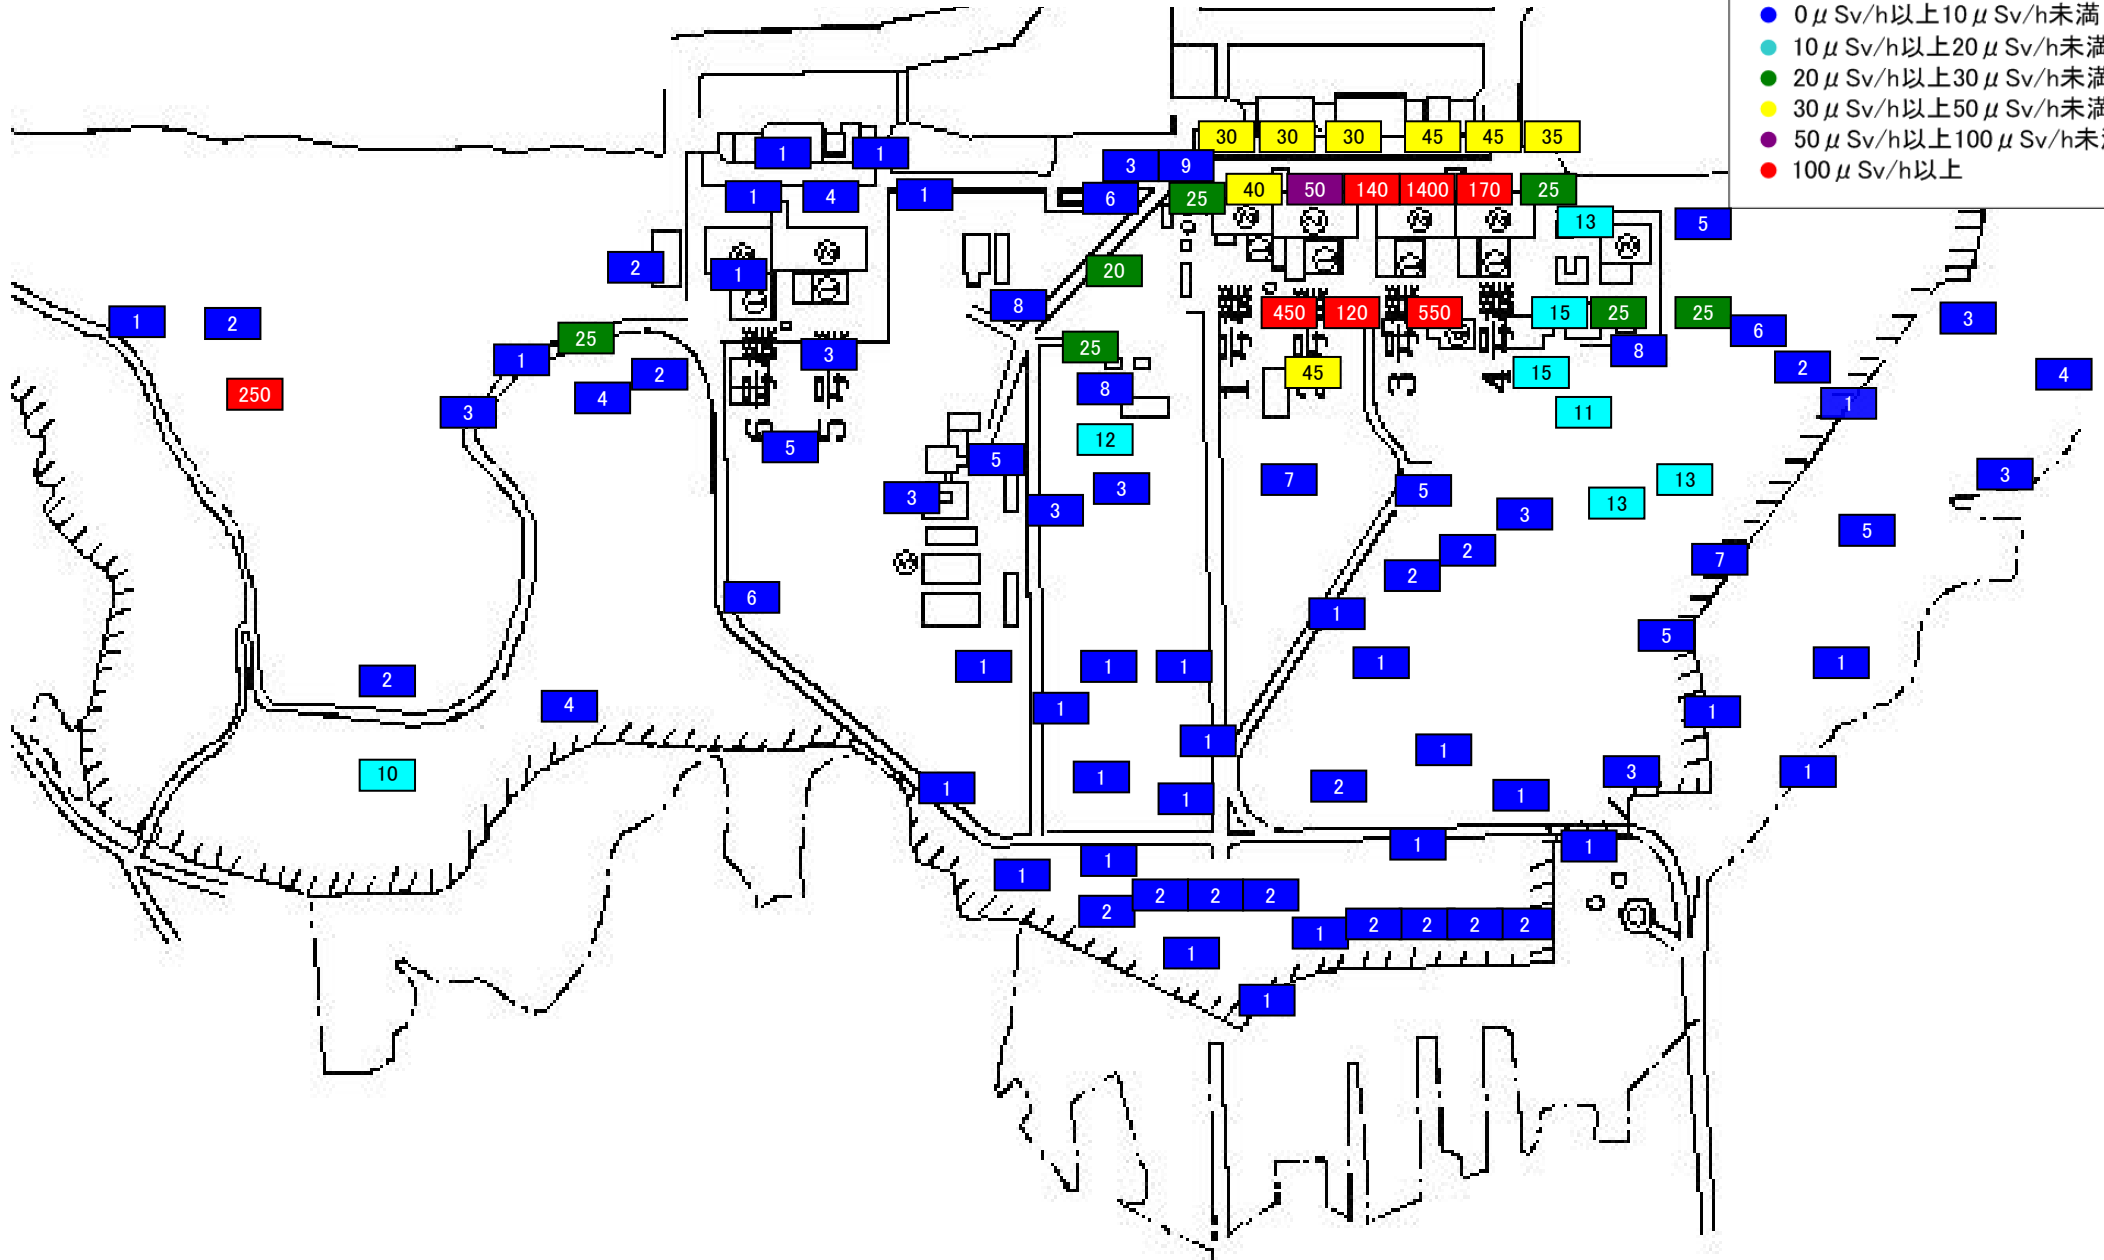 0μSv/h以上10μSv/h未満
10μSv/h以上20μSv/h未満
20μSv/h以上30μSv/h未満
30μSv/h以上50μSv/h未満
50μSv/h以上100μSv/h未満
100μSv/h以上
30 30 30 45 45 35
1 1 3 9
1 4 1 6 25 40 50 140 1400 170 25
13 5
2 1 20
1 2 8 450 120 550 15 25 25 6 3
25 1 3 25 8 2
250 2 4 8 45 15 4
3 11 1
5 12
6 5 1 3 4
5 3 7 5 13 13 3
3 3 3 5
2 2 7
6 1
5
1 1 1 1 1
2 4 1 1
1 1 3 1
10 1 1 1 2 1
1 1 1
1 2 2 2
2 1 2 2 2 2
1
1